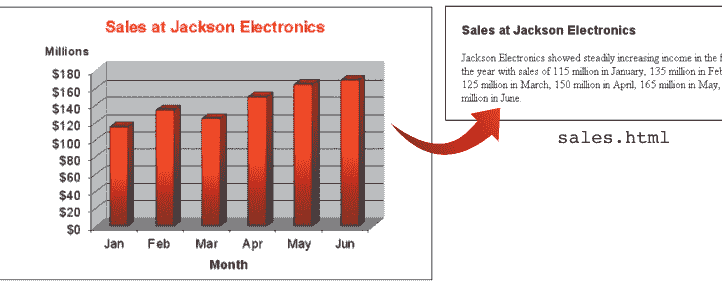 Sales at Jackson Electronics
Millions
$180
$160
$140
$120
$100
$80
$60
$40
$20
$0
Jan Feb Mar Apr May Jun
Month
Sales at Jackson Electronics
Jackson Electronics showed steadily increasing income in the
the year with sales of 115 million in January, 135 million in
125 million in March, 150 million in April, 165 million in May,
million in June.
sales.html